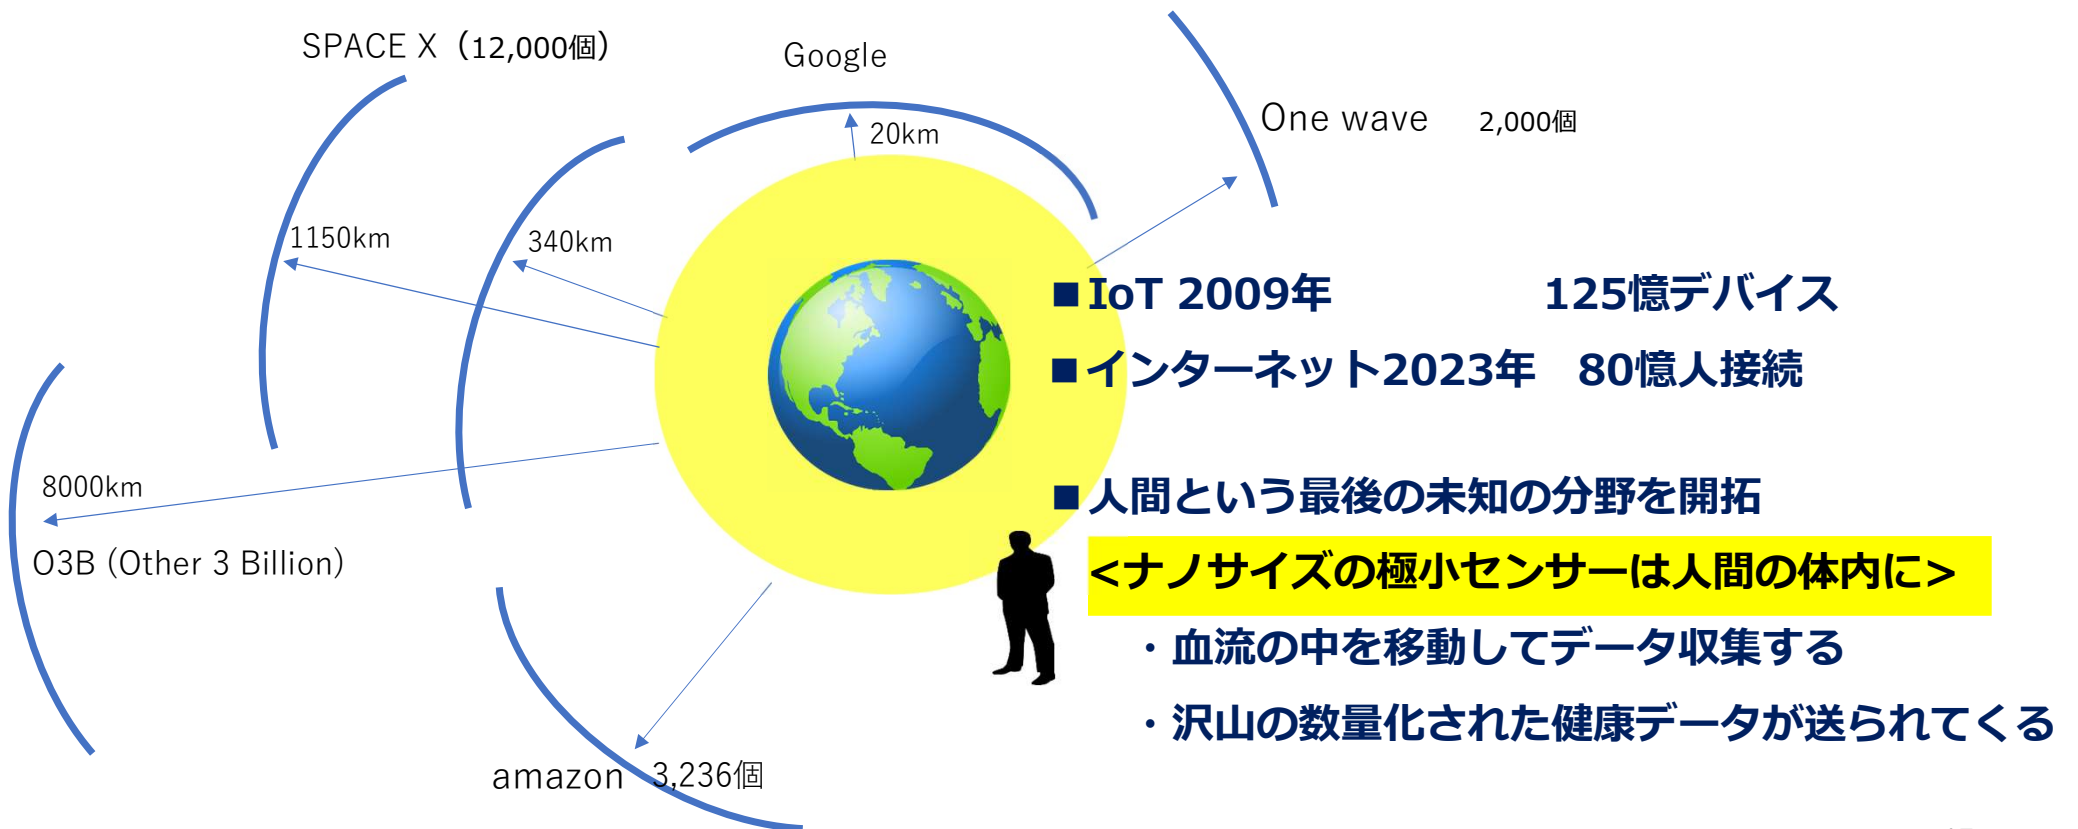 SPACE X（12,000個）
Google
20km
One wave 2,000個
1150km
340km
■IoT 2009年 125憶デバイス
■インターネット2023年 80憶人接続
8000km
O3B (Other 3 Billion)
■人間という最後の未知の分野を開拓
<ナノサイズの極小センサーは人間の体内に>
・血流の中を移動してデータ収集する
・沢山の数量化された健康データが送られてくる
amazon 3,236個